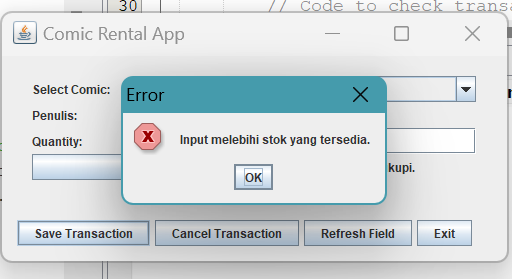 30 // Code to check transa
Comic Rental App
Select Comic:
Error
Penulis:
Input melebihi stok yang tersedia.
Quantity:
kupi.
OK
Save Transaction Cancel Transaction Refresh Field Exit